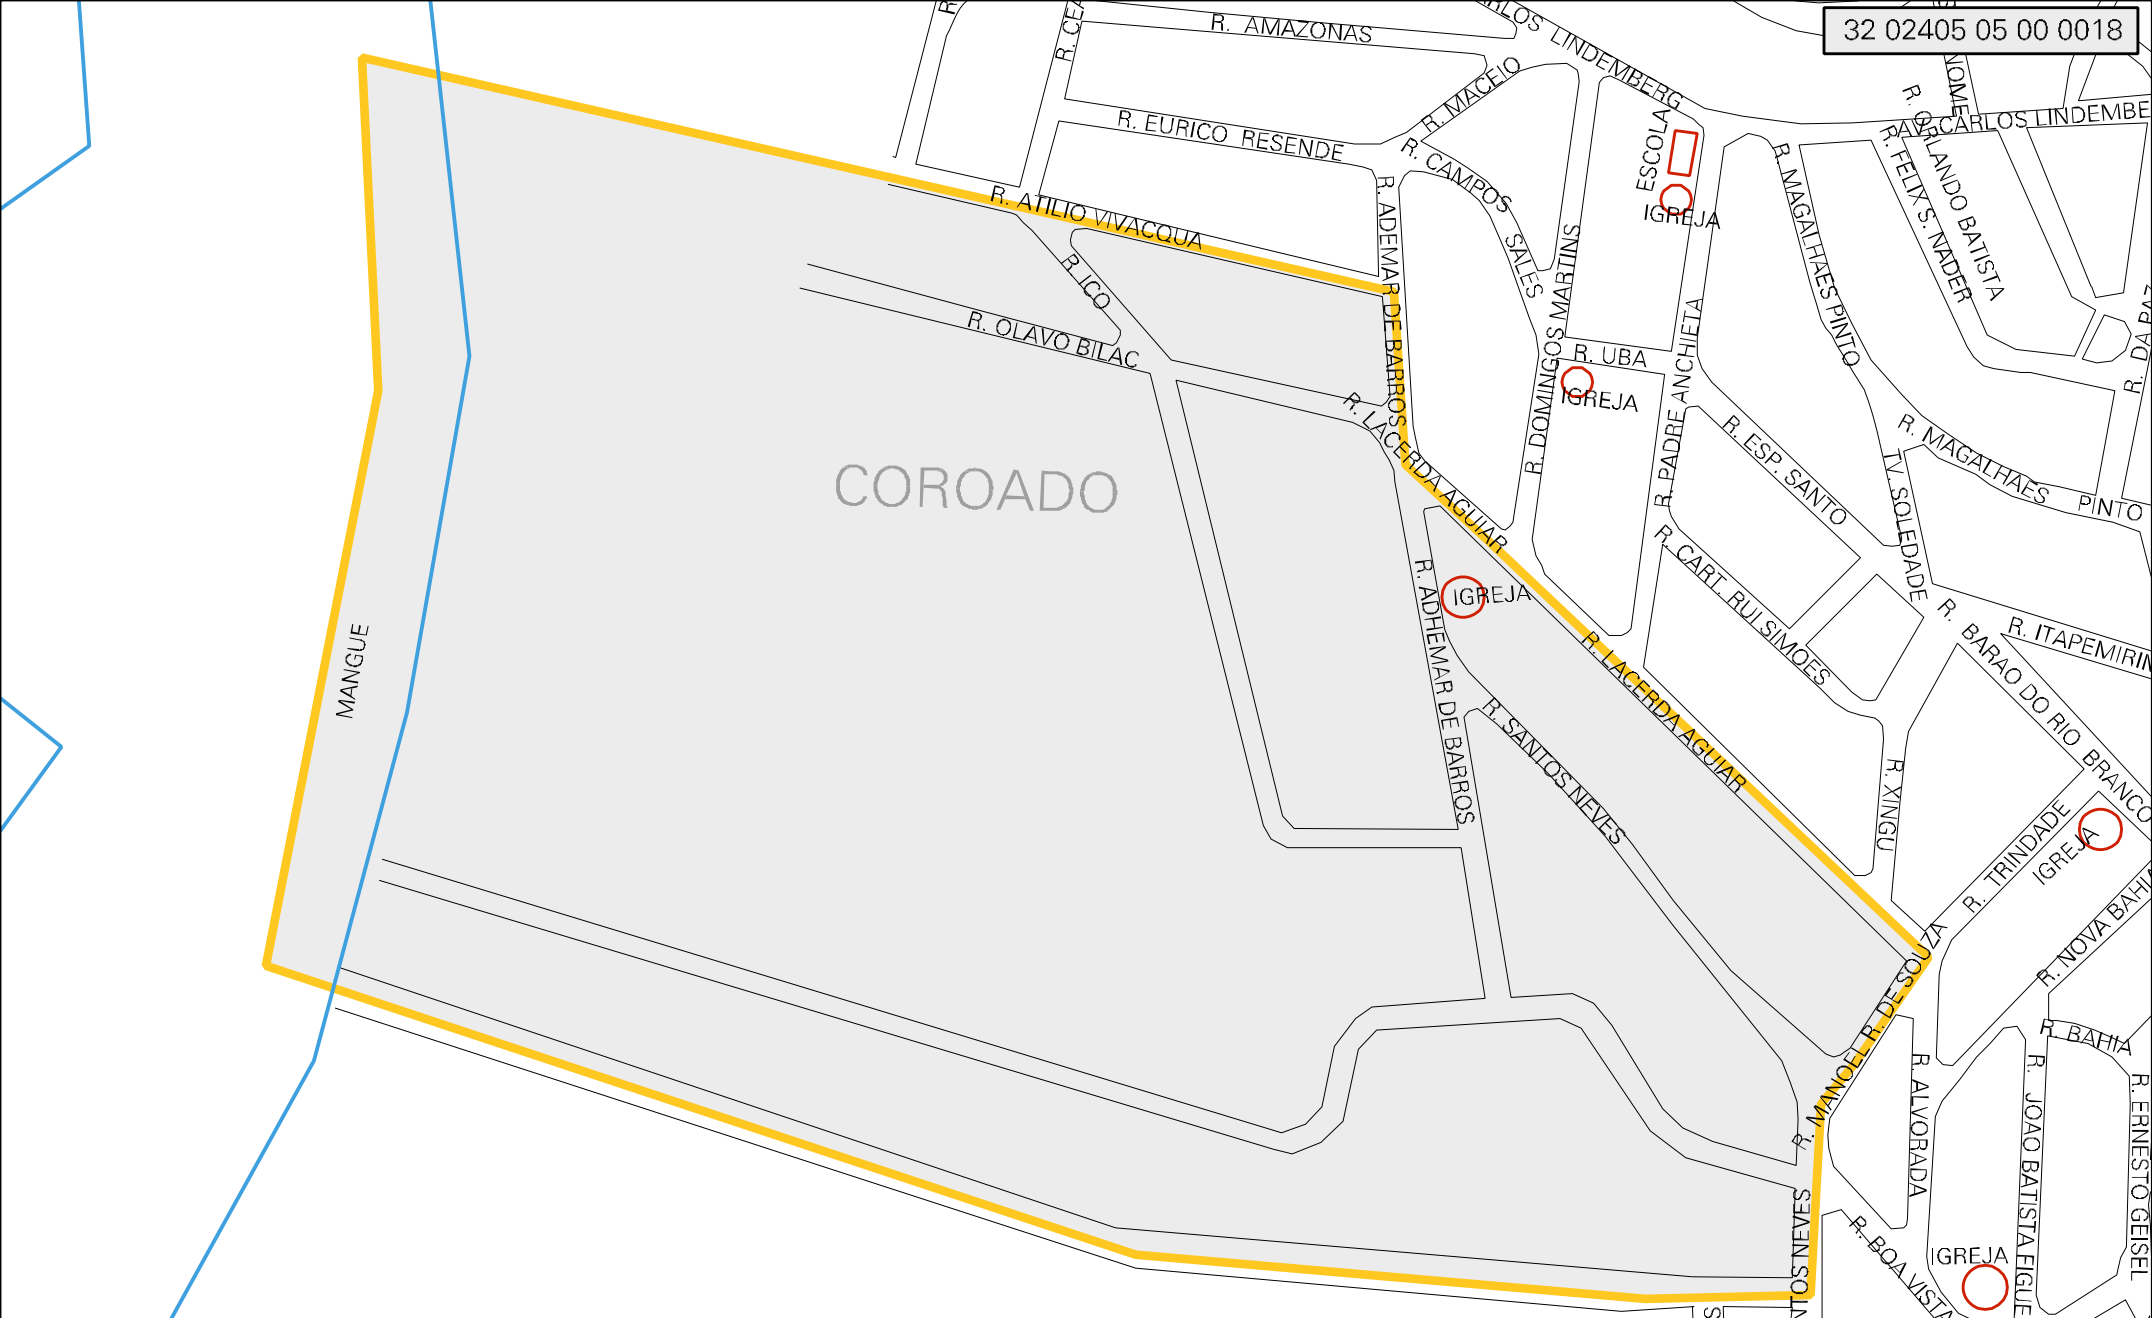 32 02405 05 00 0018
R. AMAZONAS
LINDEMBERG
R. MACEIO
R. EURICO RESENDE
R. CAMPOS SALES
ESCOLA
IGREJA
AV. CARLOS LINDEMBE
R. ORLANDO BATISTA
R. FELIX S. NADER
R. MAGALHAES PINTO
R. ATILIO VIVACQUA
R. ICO
R. OLAVO BILAC
R. ADEMAR DE BARROS
R. DOMINGOS MARTINS
R. UBA
IGREJA
R. PADRE ANCHIETA
R. ESP. SANTO
R. MAGALHAES PINTO
TV. SOLEDADE
R. LACERDA AGUIAR
COROADO
R. CART. RUI SIMOES
R. ADHEMAR DE BARROS
IGREJA
R. BARAO DO RIO BRANCO
R. ITAPEMIRIM
MANGUE
R. LACERDA AGUIAR
R. SANTOS NEVES
R. XINGU
R. TRINDADE
IGREJA
R. NOVA BAHIA
R. MANOEL R. DE SOUZA
R. BAHIA
R. ALVORADA
R. JOAO BATISTA FIGUE
R. ERNESTO GEISEL
NTOS NEVES
R. BOA VISTA
IGREJA